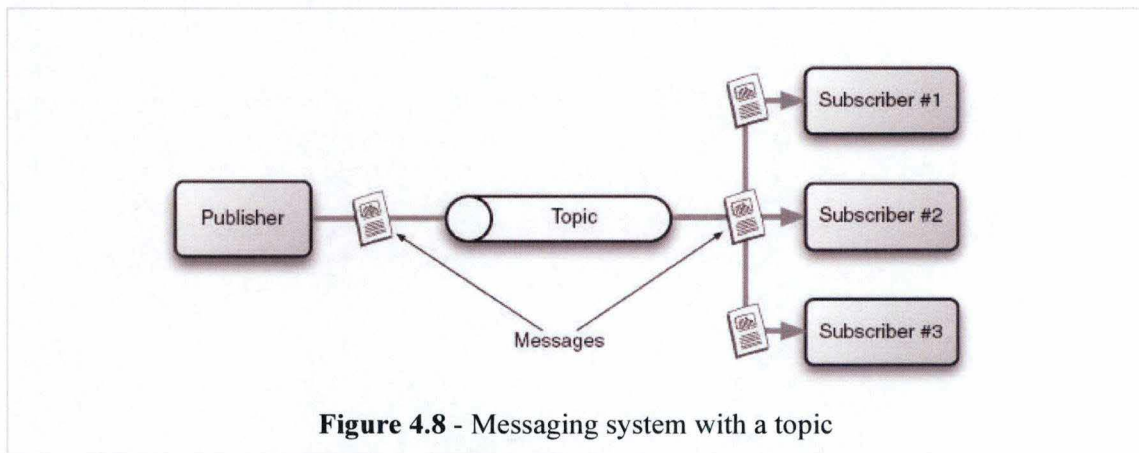 Subscriber #1
Publisher
Topic
Subscriber #2
Messages
Subscriber #3
Figure 4.8 - Messaging system with a topic